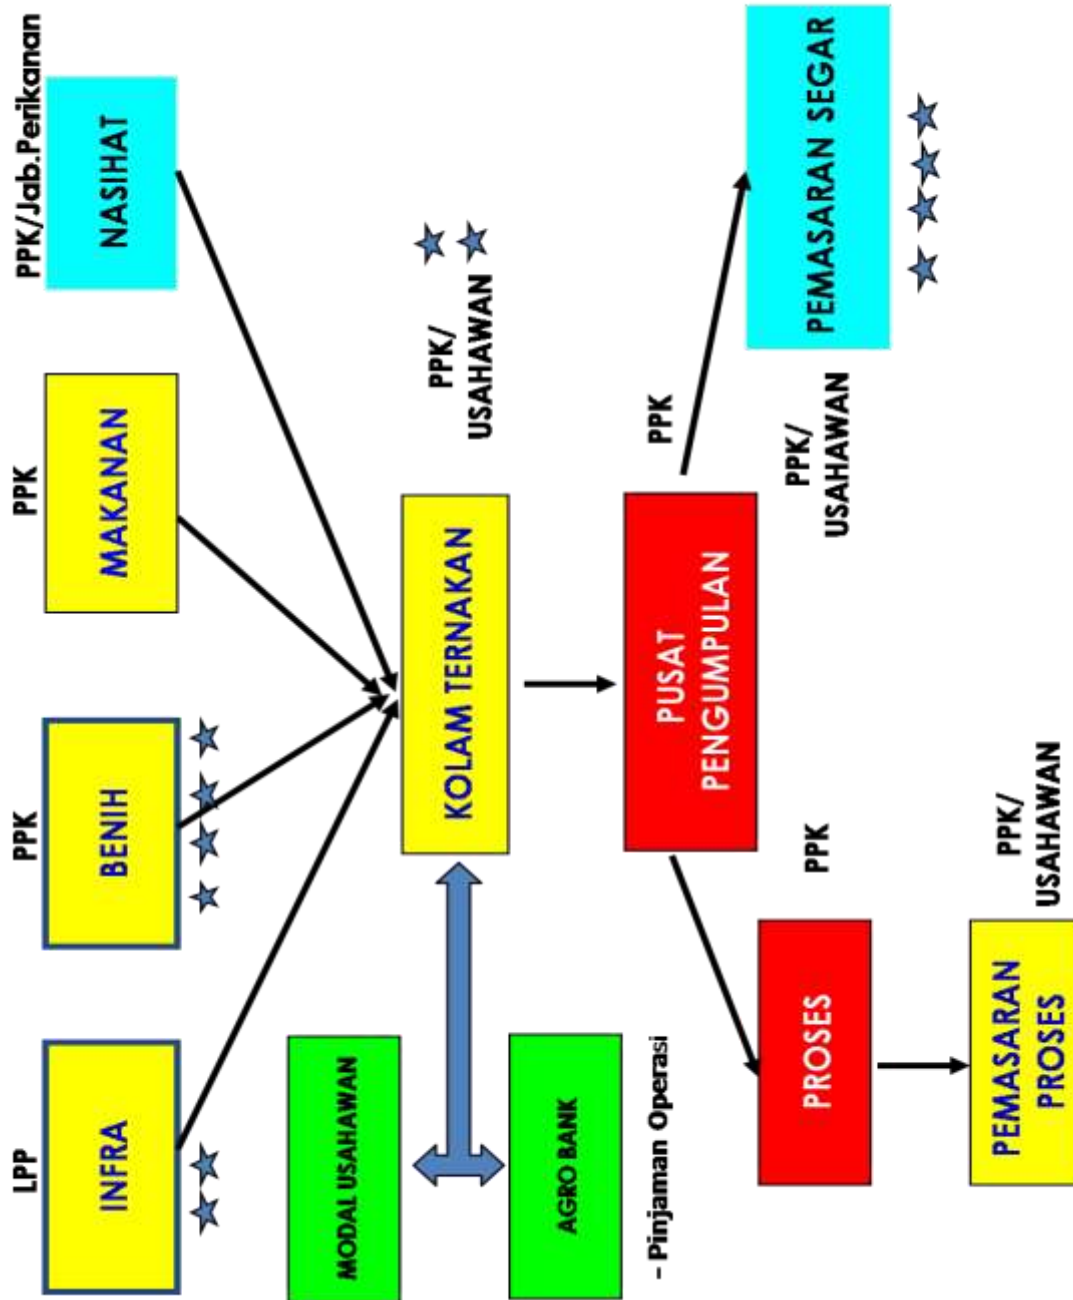 LPP
INFRA
PPK
BENIH
PPK
MAKANAN
PPK/Jab.Perikanan
NASIHAT
MODAL USAHAWAN
AGRO BANK
– Pinjaman Operasi
KOLAM TERNAKAN
PPK/
USAHAWAN
PUSAT
PENGUMPULAN
PPK
PROSES
PPK
PEMASARAN
PROSES
PPK/
USAHAWAN
PEMASARAN SEGAR
PPK/
USAHAWAN